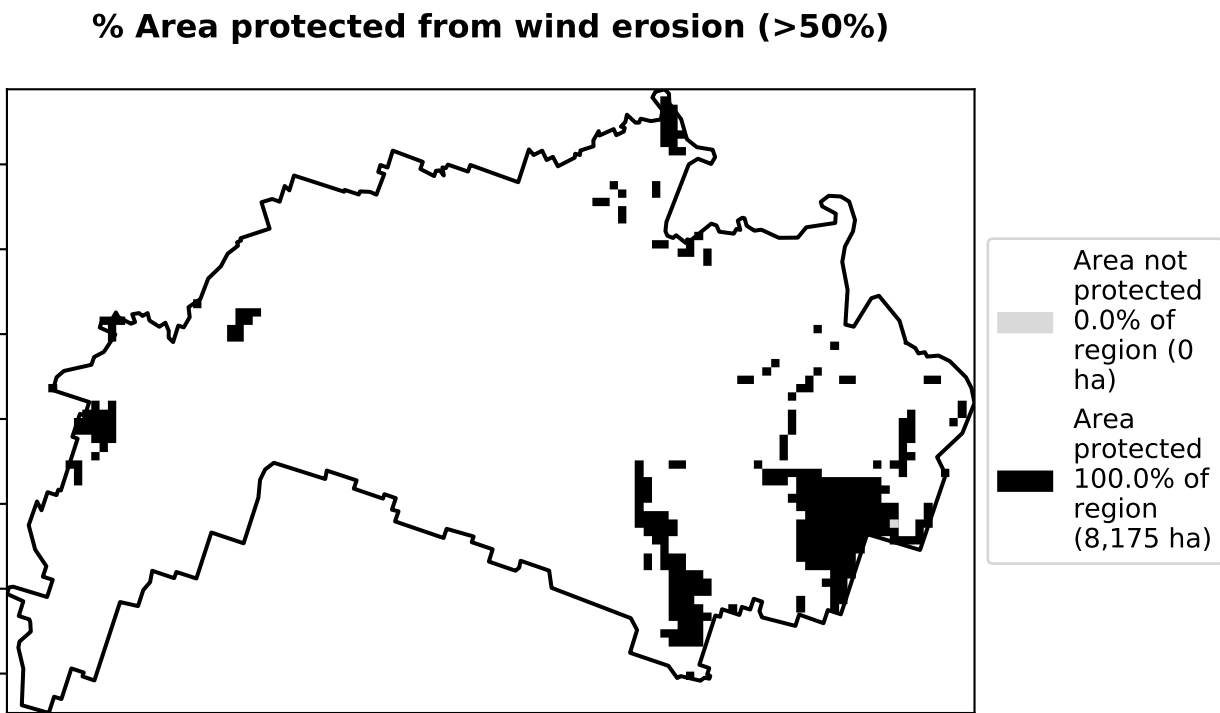 % Area protected from wind erosion (>50%)
Area not
protected
0.0% of
region (0
ha)
Area
protected
100.0% of
region
(8,175 ha)